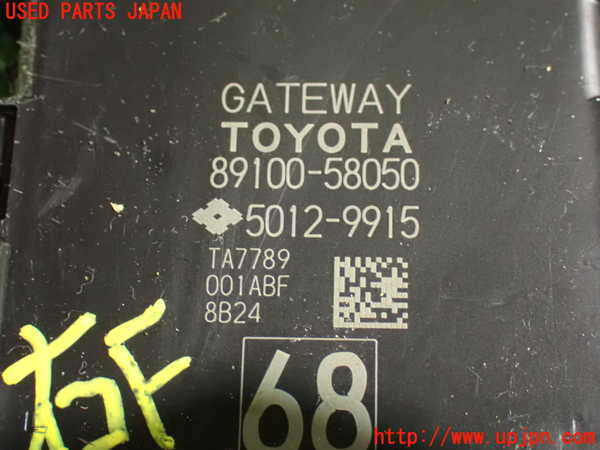 USED PARTS JAPAN
GATEWAY
TOYOTA
89100-58050
5012-9915
TA7789
001ABF
8B24
68
http://www.upjpn.com